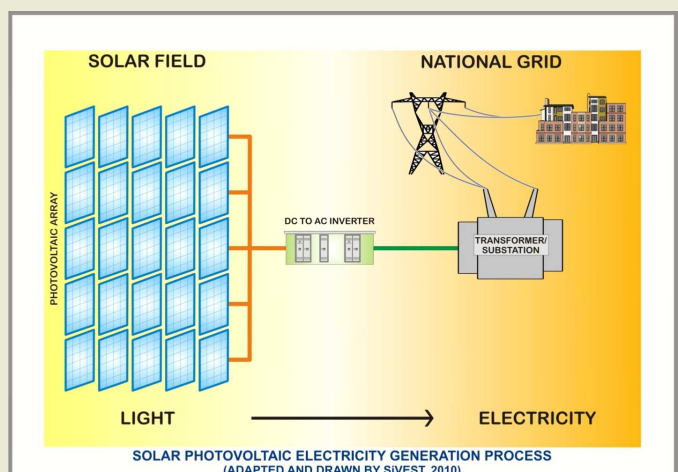 SOLAR FIELD
NATIONAL GRID
PHOTOVOLTAIC ARRAY
DC TO AC INVERTER
TRANSFORMER/
SUBSTATION
LIGHT
ELECTRICITY
SOLAR PHOTOVOLTAIC ELECTRICITY GENERATION PROCESS
(ADAPTED AND DRAWN BY SiVEST, 2010)